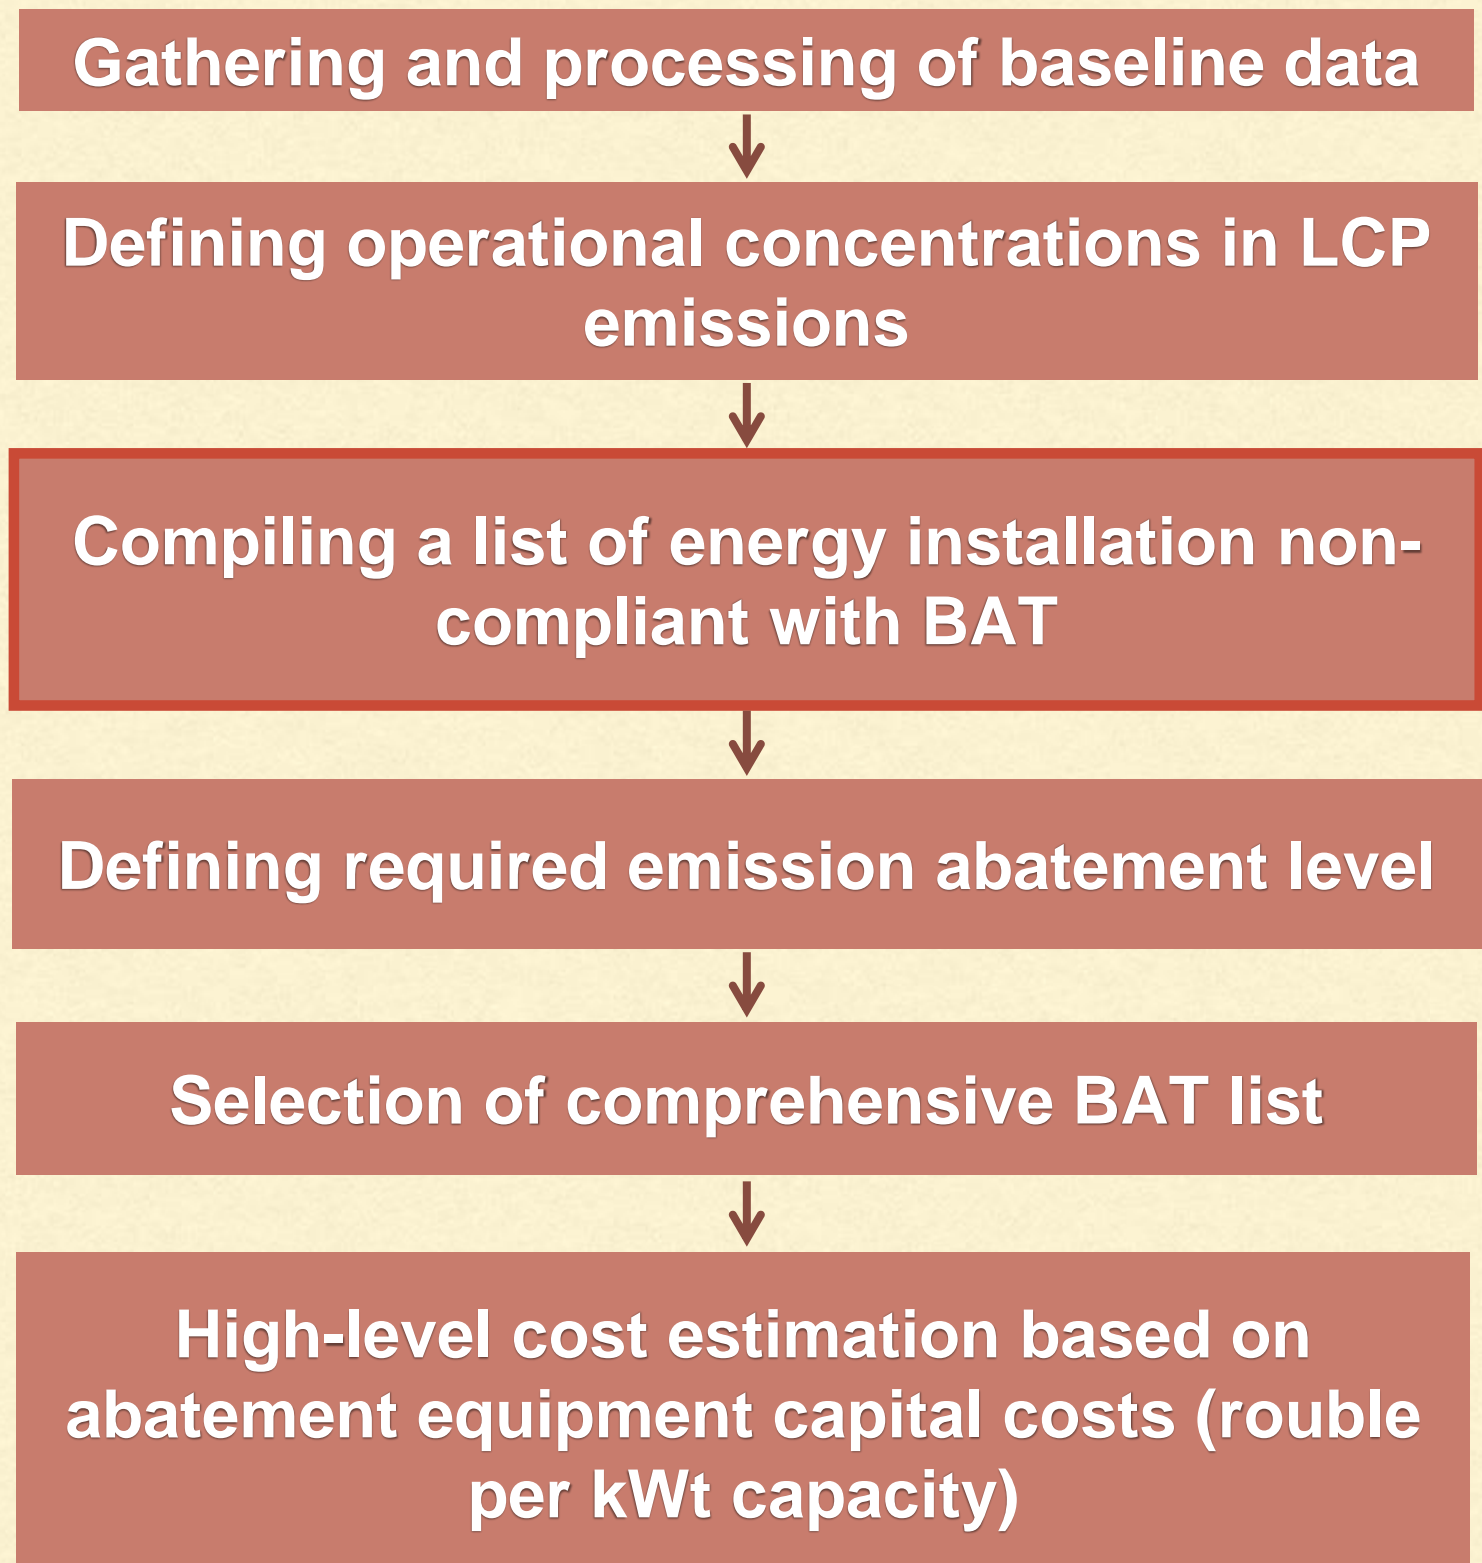 Gathering and processing of baseline data
Defining operational concentrations in LCP
emissions
Compiling a list of energy installation non-
compliant with BAT
Defining required emission abatement level
Selection of comprehensive BAT list
High-level cost estimation based on
abatement equipment capital costs (rouble
per kWt capacity)